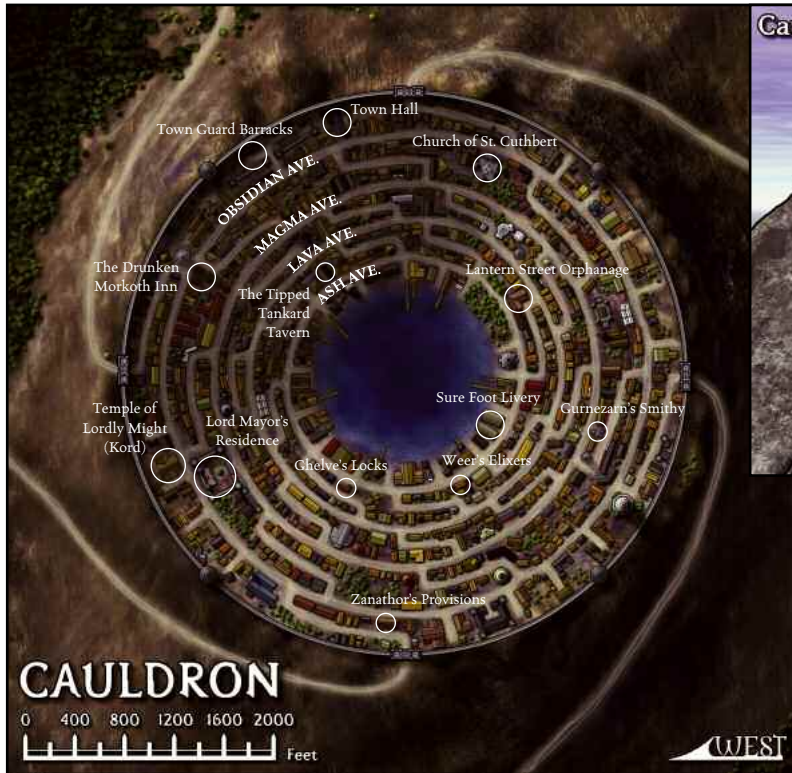 Ca
Town Hall
Town Guard Barracks
Church of St. Cuthbert
OBSIDIAN AVE.
MAGMA AVE.
LAVA AVE.
ASH AVE.
The Drunken
Morkoth Inn
Lantern Street Orphanage
The Tipped
Tankard
Tavern
Sure Foot Livery
Gurnezarn's Smithy
Temple of
Lordly Might
(Kord)
Lord Mayor's
Residence
Ghelve's Locks
Weer's Elixers
Zanathor's Provisions
CAULDRON
0 400 800 1200 1600 2000
Feet
WEST